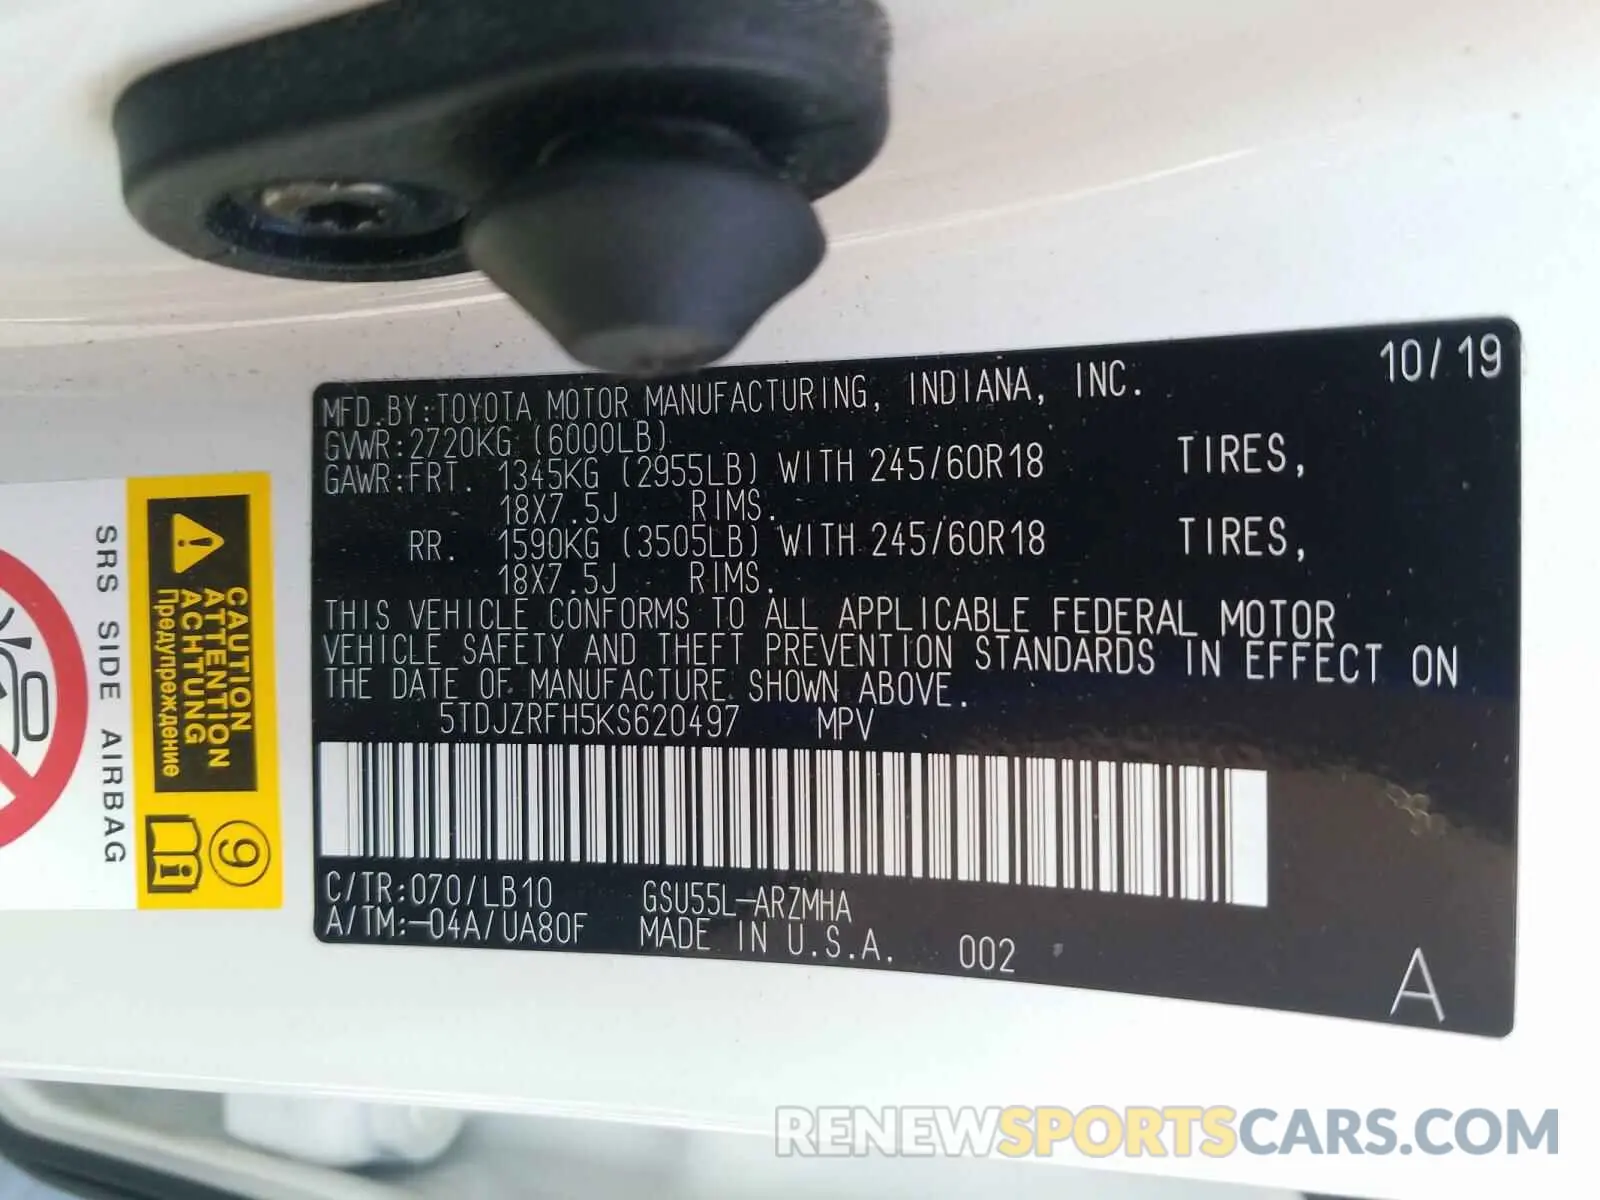 MFD.BY:TOYOTA MOTOR MANUFACTURING, INDIANA, INC. 10/19
GVWR:2720KG (6000LB)
GAWR:FRT. 1345KG (2955LB) WITH 245/60R18 TIRES,
18X7.5J RIMS.
RR. 1590KG (3505LB) WITH 245/60R18 TIRES,
18X7.5J RIMS.
THIS VEHICLE CONFORMS TO ALL APPLICABLE FEDERAL MOTOR
VEHICLE SAFETY AND THEFT PREVENTION STANDARDS IN EFFECT ON
THE DATE OF MANUFACTURE SHOWN ABOVE.
5TDJZRFH5KS620497 MPV
C/TR:070/LB10 GSU55L-ARZMHA
A/TM:-04A/UA80F MADE IN U.S.A. 002
A
CAUTION
ATTENTION
ACHTUNG
Предупреждение
9
SRS SIDE AIRBAG
RENEWSPORTSCARS.COM